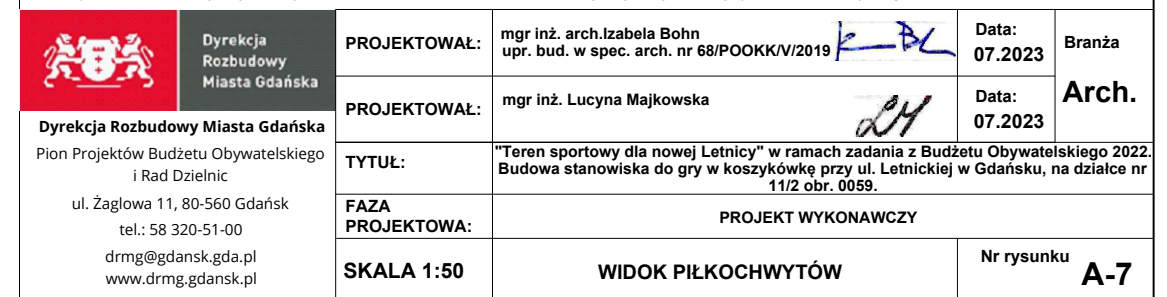 Dyrekcja
Rozbudowy
Miasta Gdańska
Dyrekcja Rozbudowy Miasta Gdańska
Pion Projektów Budżetu Obywatelskiego
i Rad Dzielnic
ul. Żaglowa 11, 80-560 Gdańsk
tel.: 58 320-51-00
drmg@gdansk.gda.pl
www.drmg.gdansk.pl
PROJEKTOWAŁ:
mgr inż. arch.Izabela Bohn
upr. bud. w spec. arch. nr 68/POOKK/V/2019
Data:
07.2023
Branża
Arch.
PROJEKTOWAŁ:
mgr inż. Lucyna Majkowska
Data:
07.2023
TYTUŁ:
"Teren sportowy dla nowej Letnicy" w ramach zadania z Budżetu Obywatelskiego 2022.
Budowa stanowiska do gry w koszykówkę przy ul. Letnickiej w Gdańsku, na działce nr
11/2 obr. 0059.
FAZA
PROJEKTOWA:
PROJEKT WYKONAWCZY
SKALA 1:50
WIDOK PIŁKOCHWYTÓW
Nr rysunku
A-7